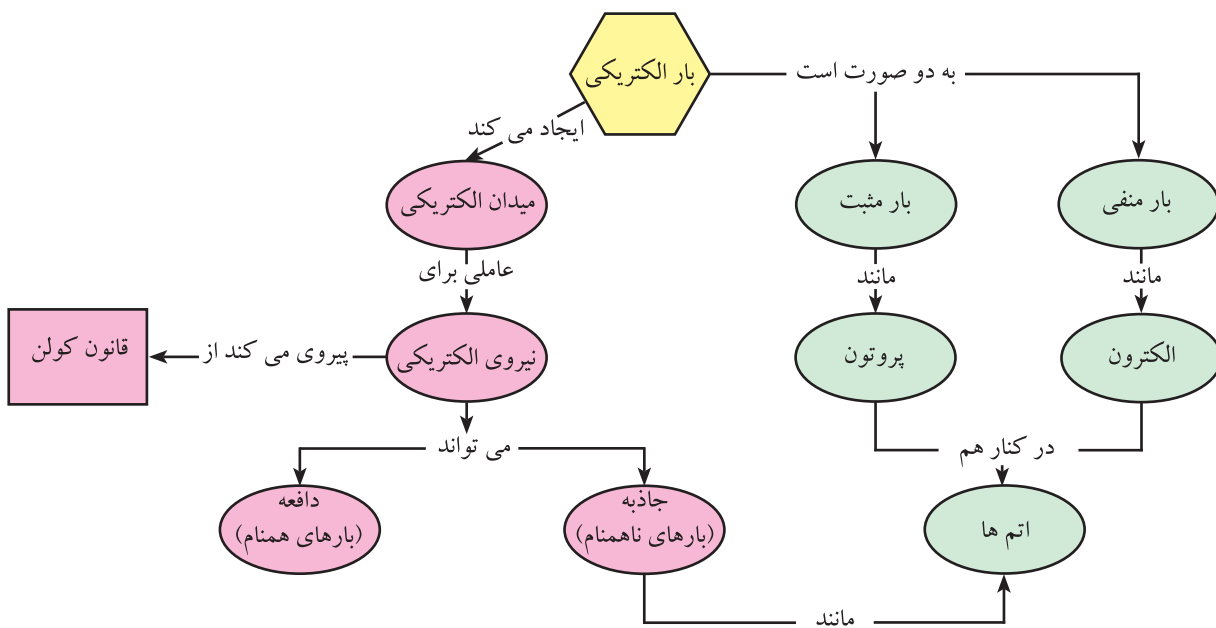 بار الکتریکی
به دو صورت است
ایجاد می کند
بار منفی
بار مثبت
میدان الکتریکی
مانند
مانند
عاملی برای
الکترون
پروتون
نیروی الکتریکی
پیروی می کند از
قانون کولن
در کنار هم
می تواند
اتم ها
جاذبه
(بارهای ناهمنام)
دافعه
(بارهای همنام)
مانند